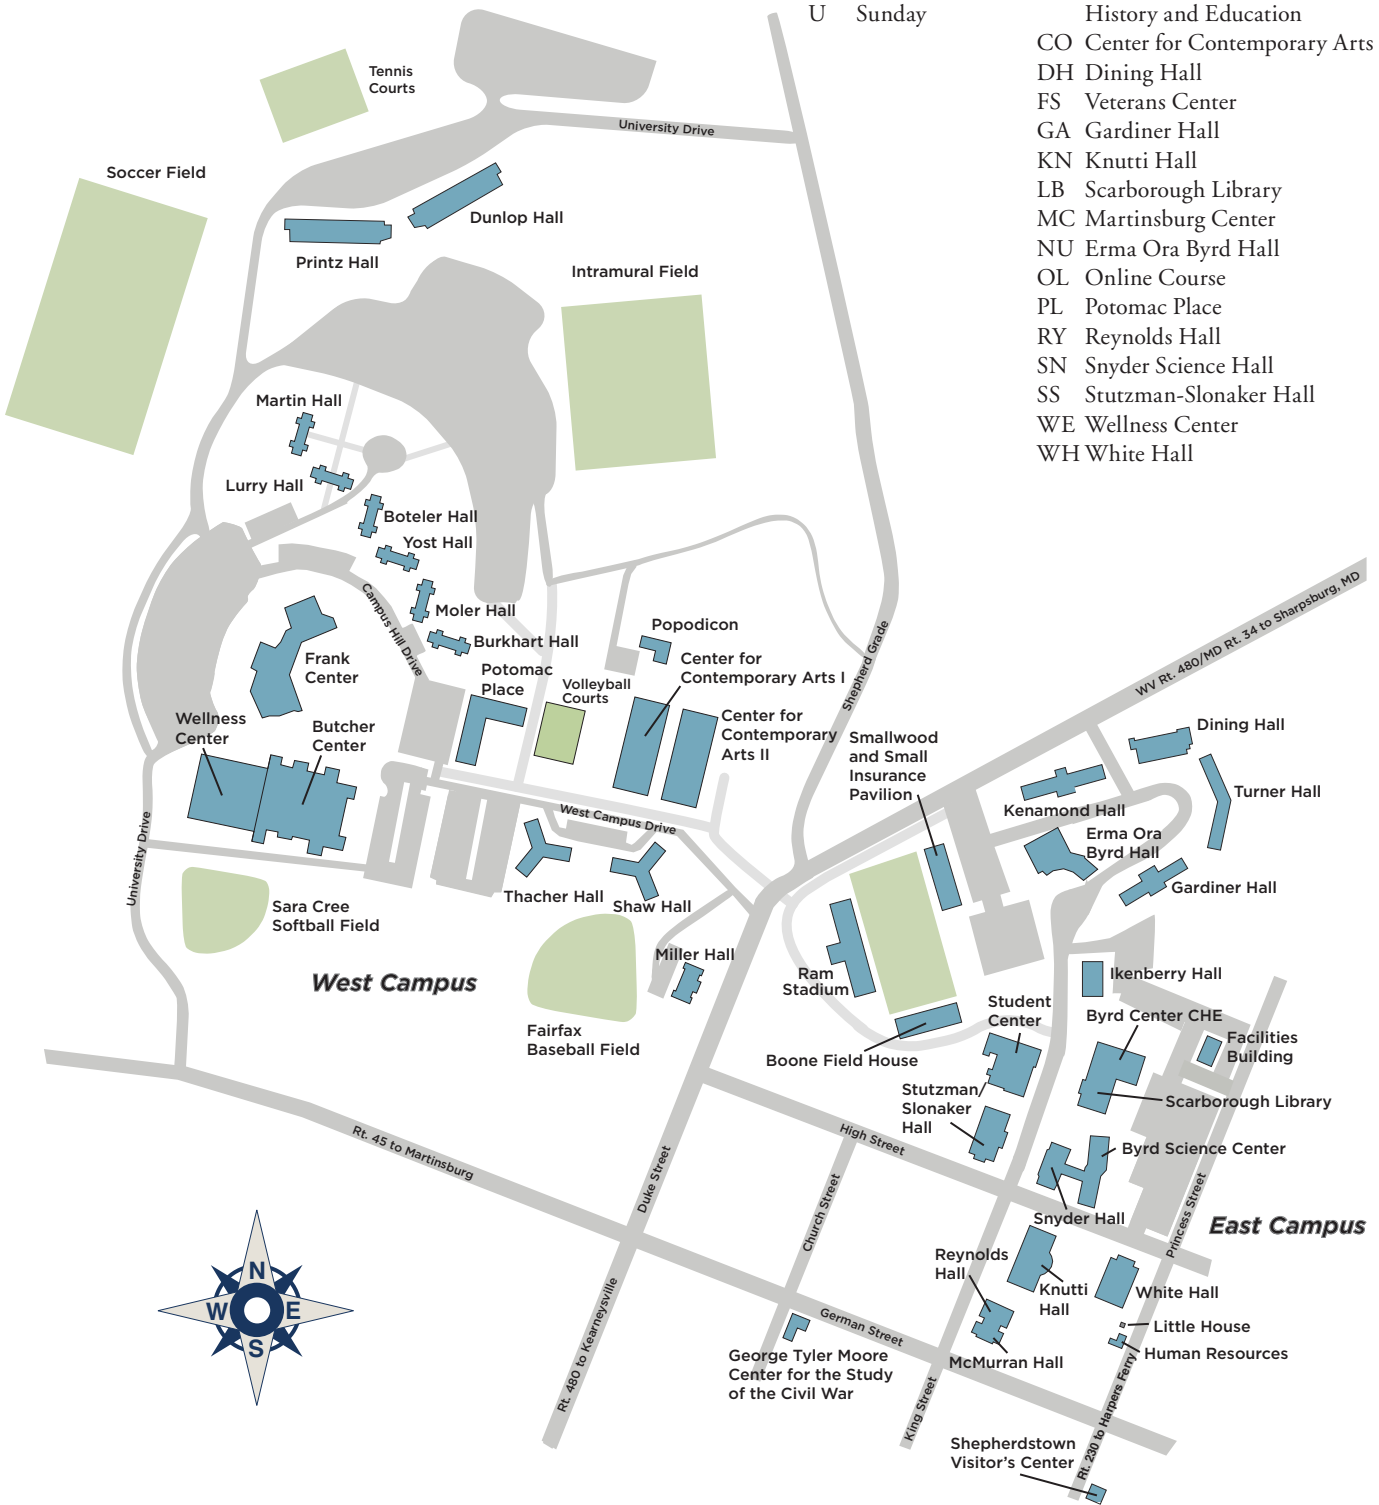 U Sunday
History and Education
CO Center for Contemporary Arts
DH Dining Hall
FS Veterans Center
GA Gardiner Hall
KN Knutti Hall
LB Scarborough Library
MC Martinsburg Center
NU Erma Ora Byrd Hall
OL Online Course
PL Potomac Place
RY Reynolds Hall
SN Snyder Science Hall
SS Stutzman-Slonaker Hall
WE Wellness Center
WH White Hall
Tennis
Courts
University Drive
Soccer Field
Dunlop Hall
Printz Hall
Intramural Field
Martin Hall
Lurry Hall
Boteler Hall
Yost Hall
Campus Hill Drive
Moler Hall
Burkhart Hall
Popodicon
Frank
Center
Potomac
Place
Volleyball
Courts
Center for
Contemporary Arts I
Center for
Contemporary
Arts II
Shepherd Grade
WV Rt. 480/MD Rt. 34 to Sharpsburg, MD
Wellness
Center
Butcher
Center
Smallwood
and Small
Insurance
Pavilion
Dining Hall
Turner Hall
Kenamond Hall
Erma Ora
Byrd Hall
Gardiner Hall
West Campus Drive
University Drive
Thacher Hall
Shaw Hall
Sara Cree
Softball Field
West Campus
Miller Hall
Ram
Stadium
Ikenberry Hall
Student
Center
Byrd Center CHE
Facilities
Building
Fairfax
Baseball Field
Boone Field House
Stutzman/
Slonaker
Hall
Scarborough Library
Rt. 45 to Martinsburg
High Street
Byrd Science Center
Duke Street
Church Street
Princess Street
Snyder Hall
East Campus
Reynolds
Hall
Knutti
Hall
White Hall
N
W E
S
Rt. 480 to Kearneysville
German Street
Little House
Human Resources
George Tyler Moore
Center for the Study
of the Civil War
McMurran Hall
King Street
Rt. 230 to Harpers Ferry
Shepherdstown
Visitor's Center